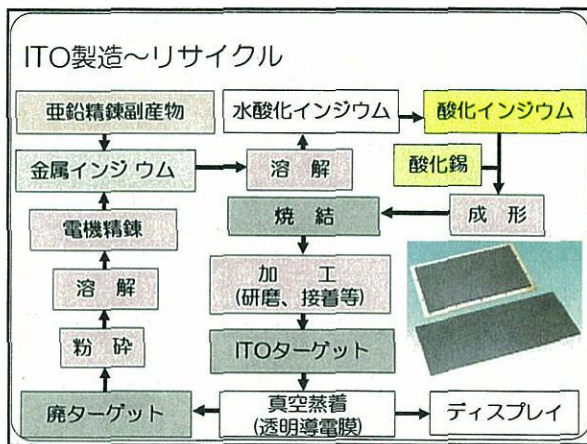 ITO製造~リサイクル
亜鉛精錬副産物
水酸化インジウム
酸化インジウム
金属インジ ウム
溶 解
酸化錫
電機精錬
焼 結
成 形
溶 解
加 工
(研磨、接着等)
粉 砕
ITOターゲット
廃ターゲット
真空蒸着
(透明導電膜)
ディスプレイ